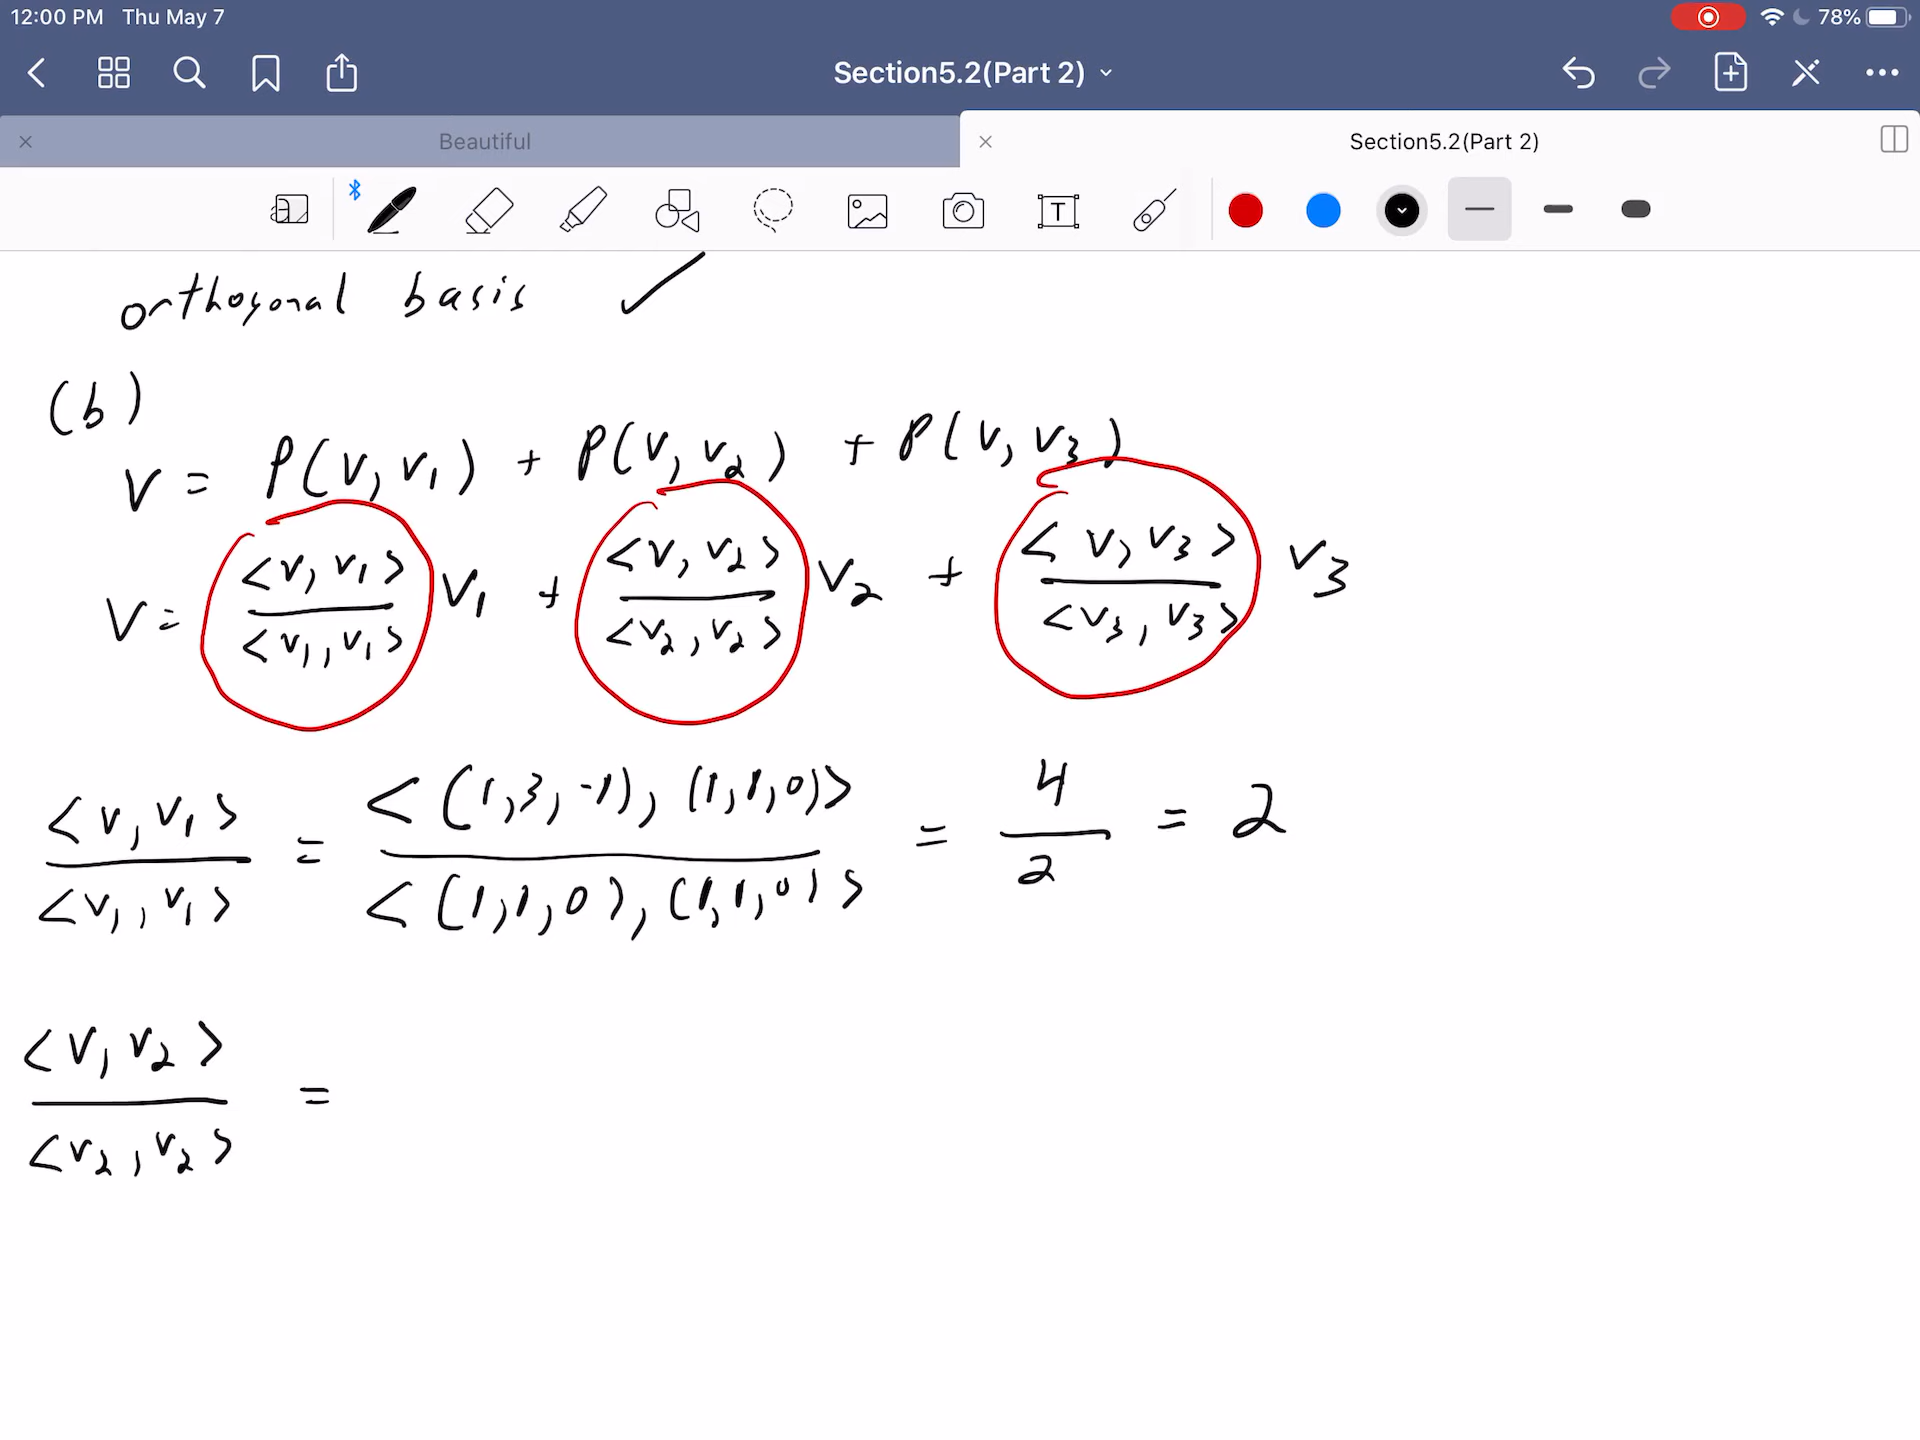 12:00 PM Thu May 7 78%
Section5.2(Part 2)
Beautiful Section5.2(Part 2)
orthogonal basis ✓
(b)
V = P(V, V₁) + P(V, V₂) + P(V, V₃)
V = <V, V₁> / <V₁, V₁> V₁ + <V, V₂> / <V₂, V₂> V₂ + <V, V₃> / <V₃, V₃> V₃
<V, V₁> / <V₁, V₁> = <(1,3,-1), (1,1,0)> / <(1,1,0), (1,1,0)> = 4 / 2 = 2
<V, V₂> / <V₂, V₂> =